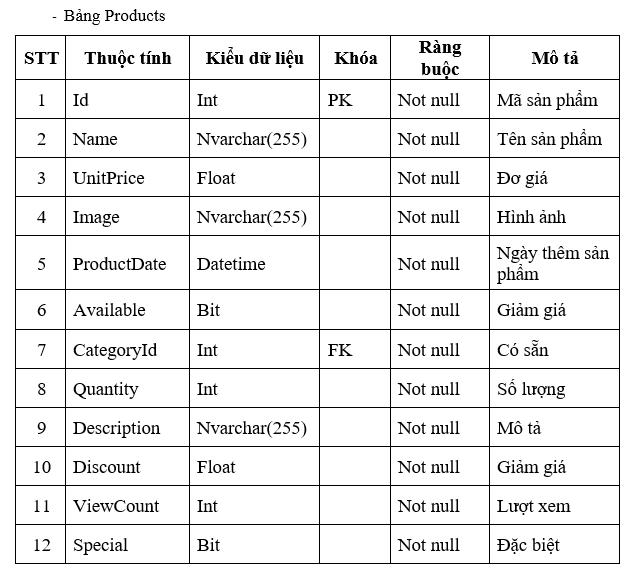 - Bảng Products
STT Thuộc tính Kiểu dữ liệu Khóa Ràng buộc Mô tả
1 Id Int PK Not null Mã sản phẩm
2 Name Nvarchar(255) Not null Tên sản phẩm
3 UnitPrice Float Not null Đơ giá
4 Image Nvarchar(255) Not null Hình ảnh
5 ProductDate Datetime Not null Ngày thêm sản phẩm
6 Available Bit Not null Giảm giá
7 CategoryId Int FK Not null Có sẵn
8 Quantity Int Not null Số lượng
9 Description Nvarchar(255) Not null Mô tả
10 Discount Float Not null Giảm giá
11 ViewCount Int Not null Lượt xem
12 Special Bit Not null Đặc biệt